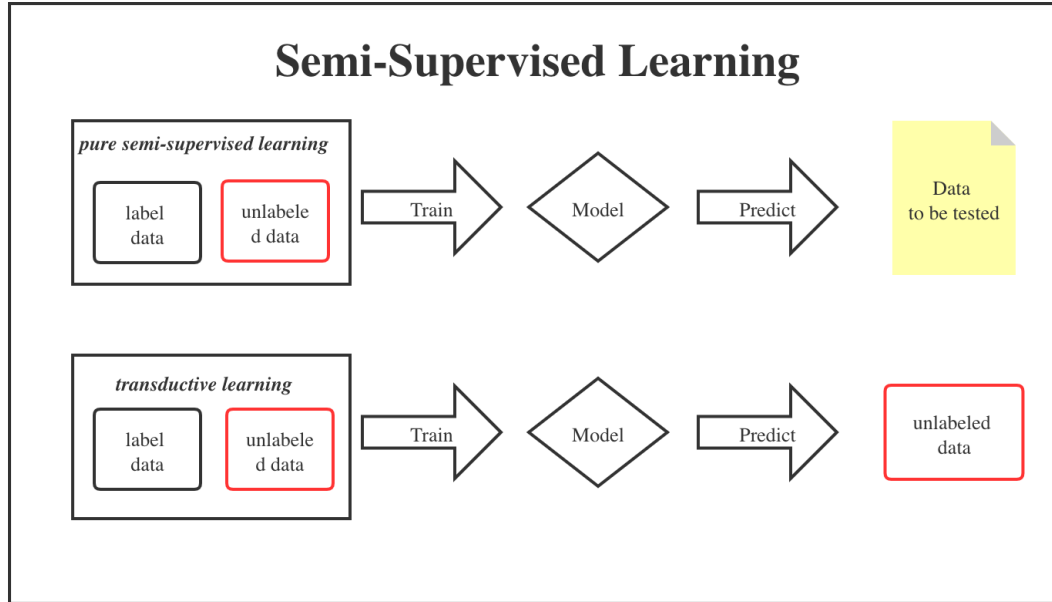 Semi-Supervised Learning
pure semi-supervised learning
label
data
unlabele
d data
Train
Model
Predict
Data
to be tested
transductive learning
label
data
unlabele
d data
Train
Model
Predict
unlabeled
data